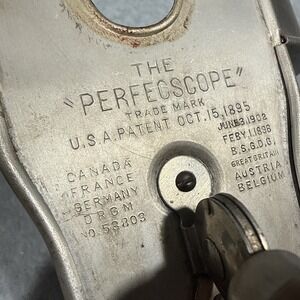 THE
"PERFECSCOPE"
TRADE MARK
U.S.A. PATENT OCT. 15, 1895
CANADA
FRANCE
GERMANY
D R G M
NO. 53803
JUNE 3, 1902
FEBY. 1, 1898
B.S.G.D.G.
GREAT BRITAIN
AUSTRIA
BELGIUM